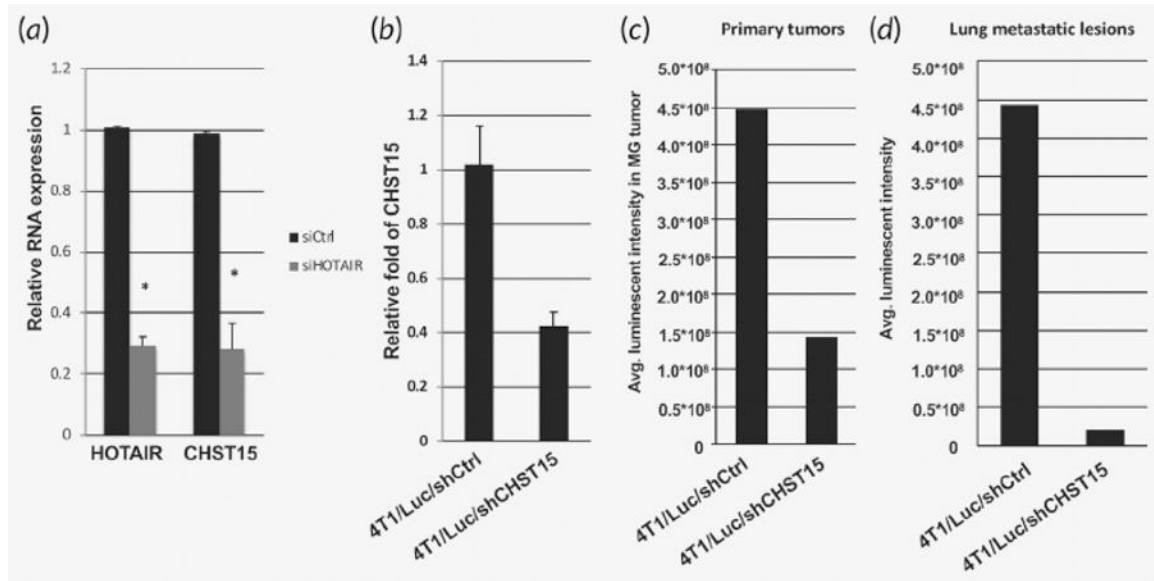 (a)
1.2
1
0.8
0.6
0.4
0.2
0
Relative RNA expression
*
*
HOTAIR CHST15
siCtrl
siHOTAIR
(b)
1.4
1.2
1
0.8
0.6
0.4
0.2
0
Relative fold of CHST15
4T1/Luc/shCtrl
4T1/Luc/shCHST15
(c) Primary tumors
5.0*10⁸
4.5*10⁸
4.0*10⁸
3.5*10⁸
3.0*10⁸
2.5*10⁸
2.0*10⁸
1.5*10⁸
1.0*10⁸
0.5*10⁸
0
Avg. luminescent intensity in MG tumor
4T1/Luc/shCtrl
4T1/Luc/shCHST15
(d) Lung metastatic lesions
5.0*10⁸
4.5*10⁸
4.0*10⁸
3.5*10⁸
3.0*10⁸
2.5*10⁸
2.0*10⁸
1.5*10⁸
1.0*10⁸
0.5*10⁸
0
Avg. luminescent intensity
4T1/Luc/shCtrl
4T1/Luc/shCHST15